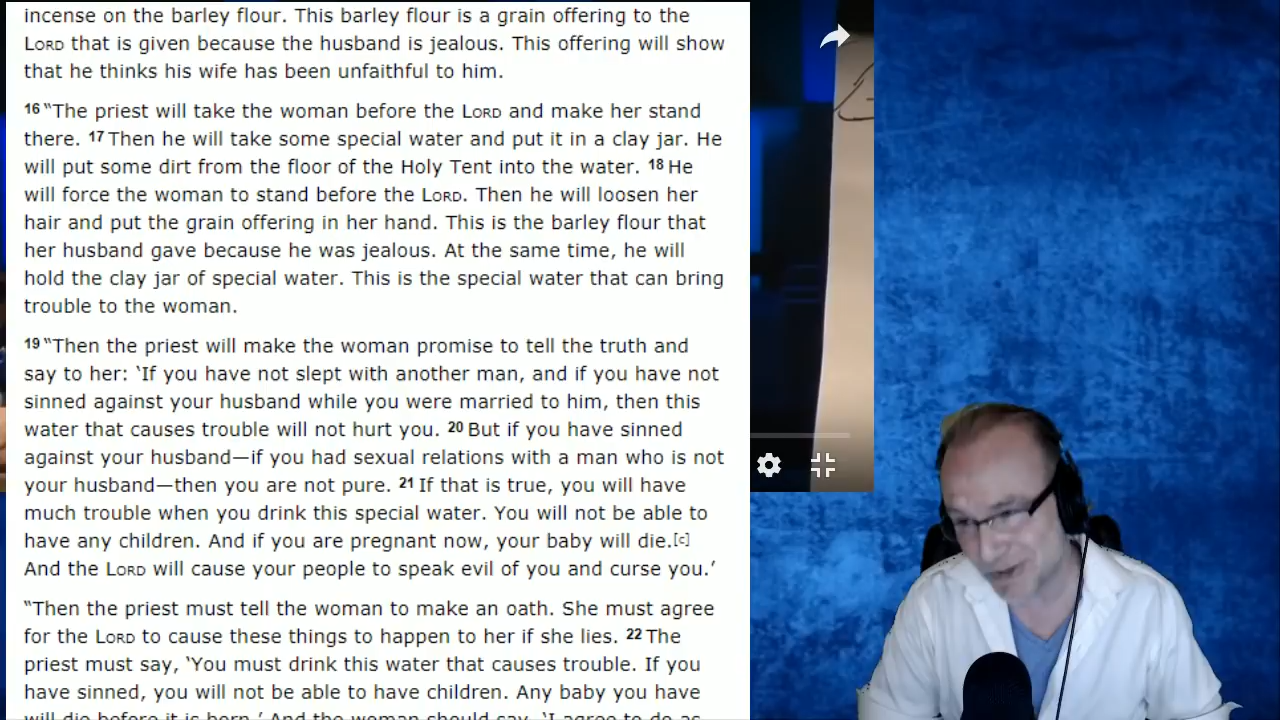 incense on the barley flour. This barley flour is a grain offering to the
LORD that is given because the husband is jealous. This offering will show
that he thinks his wife has been unfaithful to him.
16 “The priest will take the woman before the LORD and make her stand
there. 17 Then he will take some special water and put it in a clay jar. He
will put some dirt from the floor of the Holy Tent into the water. 18 He
will force the woman to stand before the LORD. Then he will loosen her
hair and put the grain offering in her hand. This is the barley flour that
her husband gave because he was jealous. At the same time, he will
hold the clay jar of special water. This is the special water that can bring
trouble to the woman.
19 “Then the priest will make the woman promise to tell the truth and
say to her: ‘If you have not slept with another man, and if you have not
sinned against your husband while you were married to him, then this
water that causes trouble will not hurt you. 20 But if you have sinned
against your husband—if you had sexual relations with a man who is not
your husband—then you are not pure. 21 If that is true, you will have
much trouble when you drink this special water. You will not be able to
have any children. And if you are pregnant now, your baby will die.[c]
And the LORD will cause your people to speak evil of you and curse you.’
“Then the priest must tell the woman to make an oath. She must agree
for the LORD to cause these things to happen to her if she lies. 22 The
priest must say, ‘You must drink this water that causes trouble. If you
have sinned, you will not be able to have children. Any baby you have
will die before it is born.’ And the woman should say, ‘I agree to do as